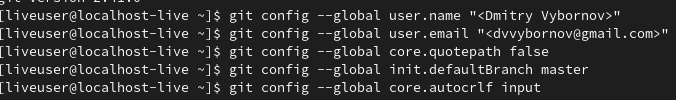 [liveuser@localhost-live ~]$ git config --global user.name "<Dmitry Vybornov>"
[liveuser@localhost-live ~]$ git config --global user.email "<dvvybornov@gmail.com>"
[liveuser@localhost-live ~]$ git config --global core.quotepath false
[liveuser@localhost-live ~]$ git config --global init.defaultBranch master
[liveuser@localhost-live ~]$ git config --global core.autocrlf input